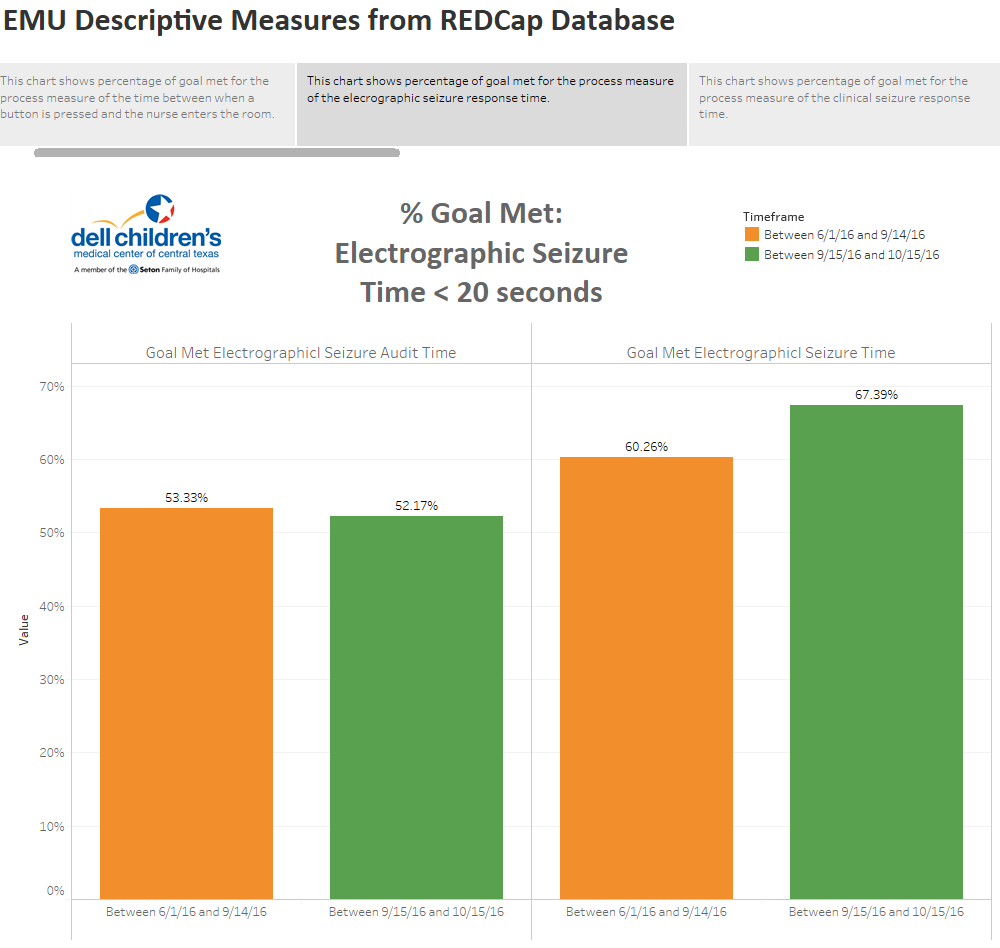 EMU Descriptive Measures from REDCap Database
This chart shows percentage of goal met for the
process measure of the time between when a
button is pressed and the nurse enters the room.
This chart shows percentage of goal met for the process measure
of the elecrographic seizure response time.
This chart shows percentage of goal met for the
process measure of the clinical seizure response
time.
dell children's
medical center of central texas
A member of the Seton Family of Hospitals
% Goal Met:
Electrographic Seizure
Time < 20 seconds
Timeframe
Between 6/1/16 and 9/14/16
Between 9/15/16 and 10/15/16
Goal Met Electrographicl Seizure Audit Time
Goal Met Electrographicl Seizure Time
Value
70%
60%
50%
40%
30%
20%
10%
0%
53.33%
52.17%
60.26%
67.39%
Between 6/1/16 and 9/14/16
Between 9/15/16 and 10/15/16
Between 6/1/16 and 9/14/16
Between 9/15/16 and 10/15/16